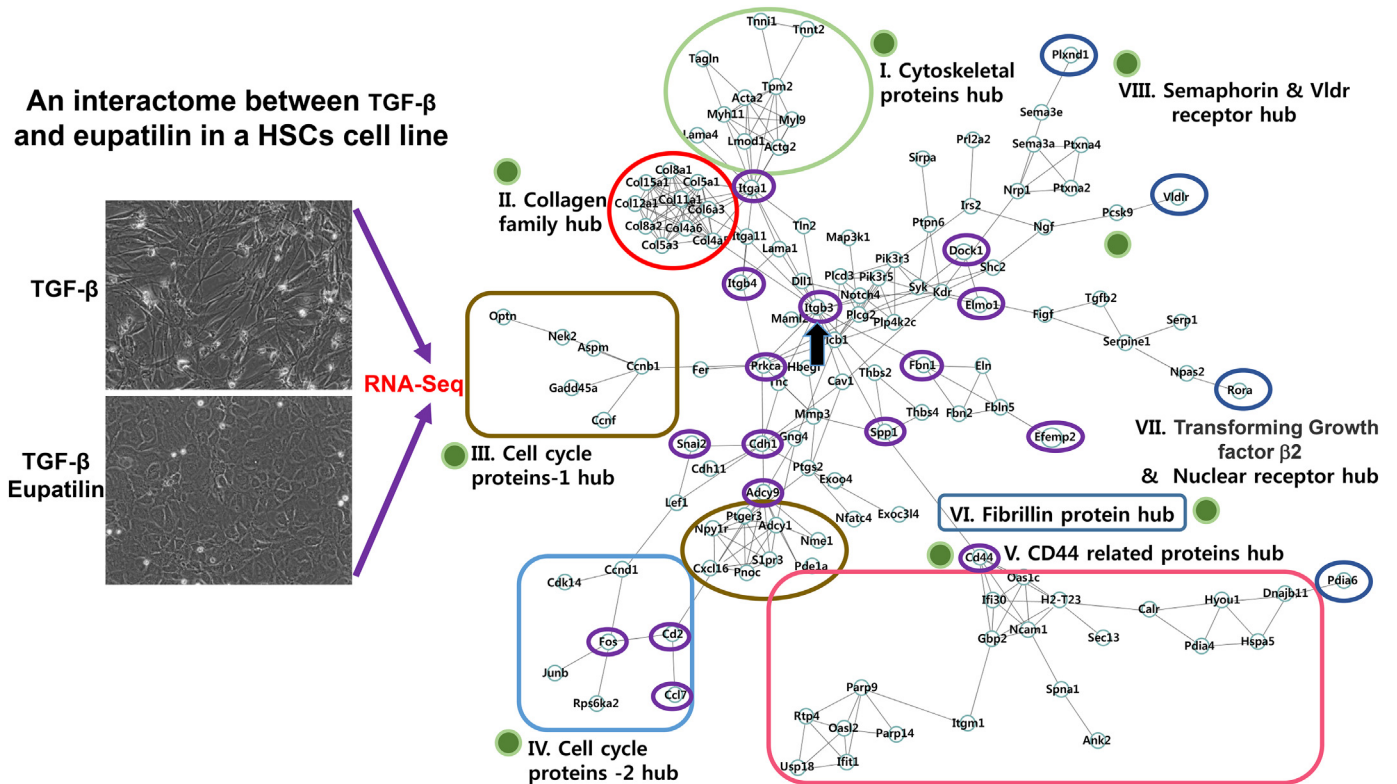 An interactome between TGF-β
and eupatilin in a HSCs cell line
TGF-β
TGF-β
Eupatilin
RNA-Seq
I. Cytoskeletal
proteins hub
II. Collagen
family hub
III. Cell cycle
proteins-1 hub
IV. Cell cycle
proteins -2 hub
V. CD44 related proteins hub
VI. Fibrillin protein hub
VII. Transforming Growth
factor β2
& Nuclear receptor hub
VIII. Semaphorin & Vldr
receptor hub
Tnni1
Tnnt2
Tagln
Tpm2
Acta2
Myh11
Myl9
Lama4
Lmod1
Actg2
Itga1
Col8a1
Col15a1
Col5a1
Col12a1
Col11a1
Col6a3
Col8a2
Col4a6
Col4a5
Col5a3
Itga11
Lama1
Tln2
Itgb4
Dll1
Map3k1
Plcd3
Pik3r3
Pik3r5
Notch4
Itgb3
Maml2
Plcg2
Plp4k2c
Syk
Kdr
Shc2
Dock1
Elmo1
Sirpa
Ptpn6
Prl2a2
Irs2
Ngf
Nrp1
Plxnd1
Sema3e
Sema3a
Ptxna4
Ptxna2
Pcsk9
Vldlr
Figf
Tgfb2
Serpine1
Serp1
Npas2
Rora
Optn
Nek2
Aspm
Ccnb1
Gadd45a
Ccnf
Fer
Prkca
Cav1
Thbs2
Thbs4
Mmp3
Fbn1
Eln
Fbn2
Fbln5
Efemp2
Spp1
Snai2
Cdh1
Gng4
Cdh11
Ptgs2
Lef1
Exoo4
Exoc3l4
Nfatc4
Adcy9
Ptger3
Npy1r
Adcy1
Nme1
S1pr3
Cxcl16
Pnoc
Pde1a
Ccnd1
Cdk14
Fos
Cd2
Junb
Ccl7
Rps6ka2
Cd44
Oas1c
Ifi30
H2-T23
Gbp2
Ncam1
Sec13
Calr
Hyou1
Dnajb11
Pdia6
Pdia4
Hspa5
Spna1
Ank2
Itgm1
Parp9
Rtp4
Oasl2
Parp14
Usp18
Ifit1